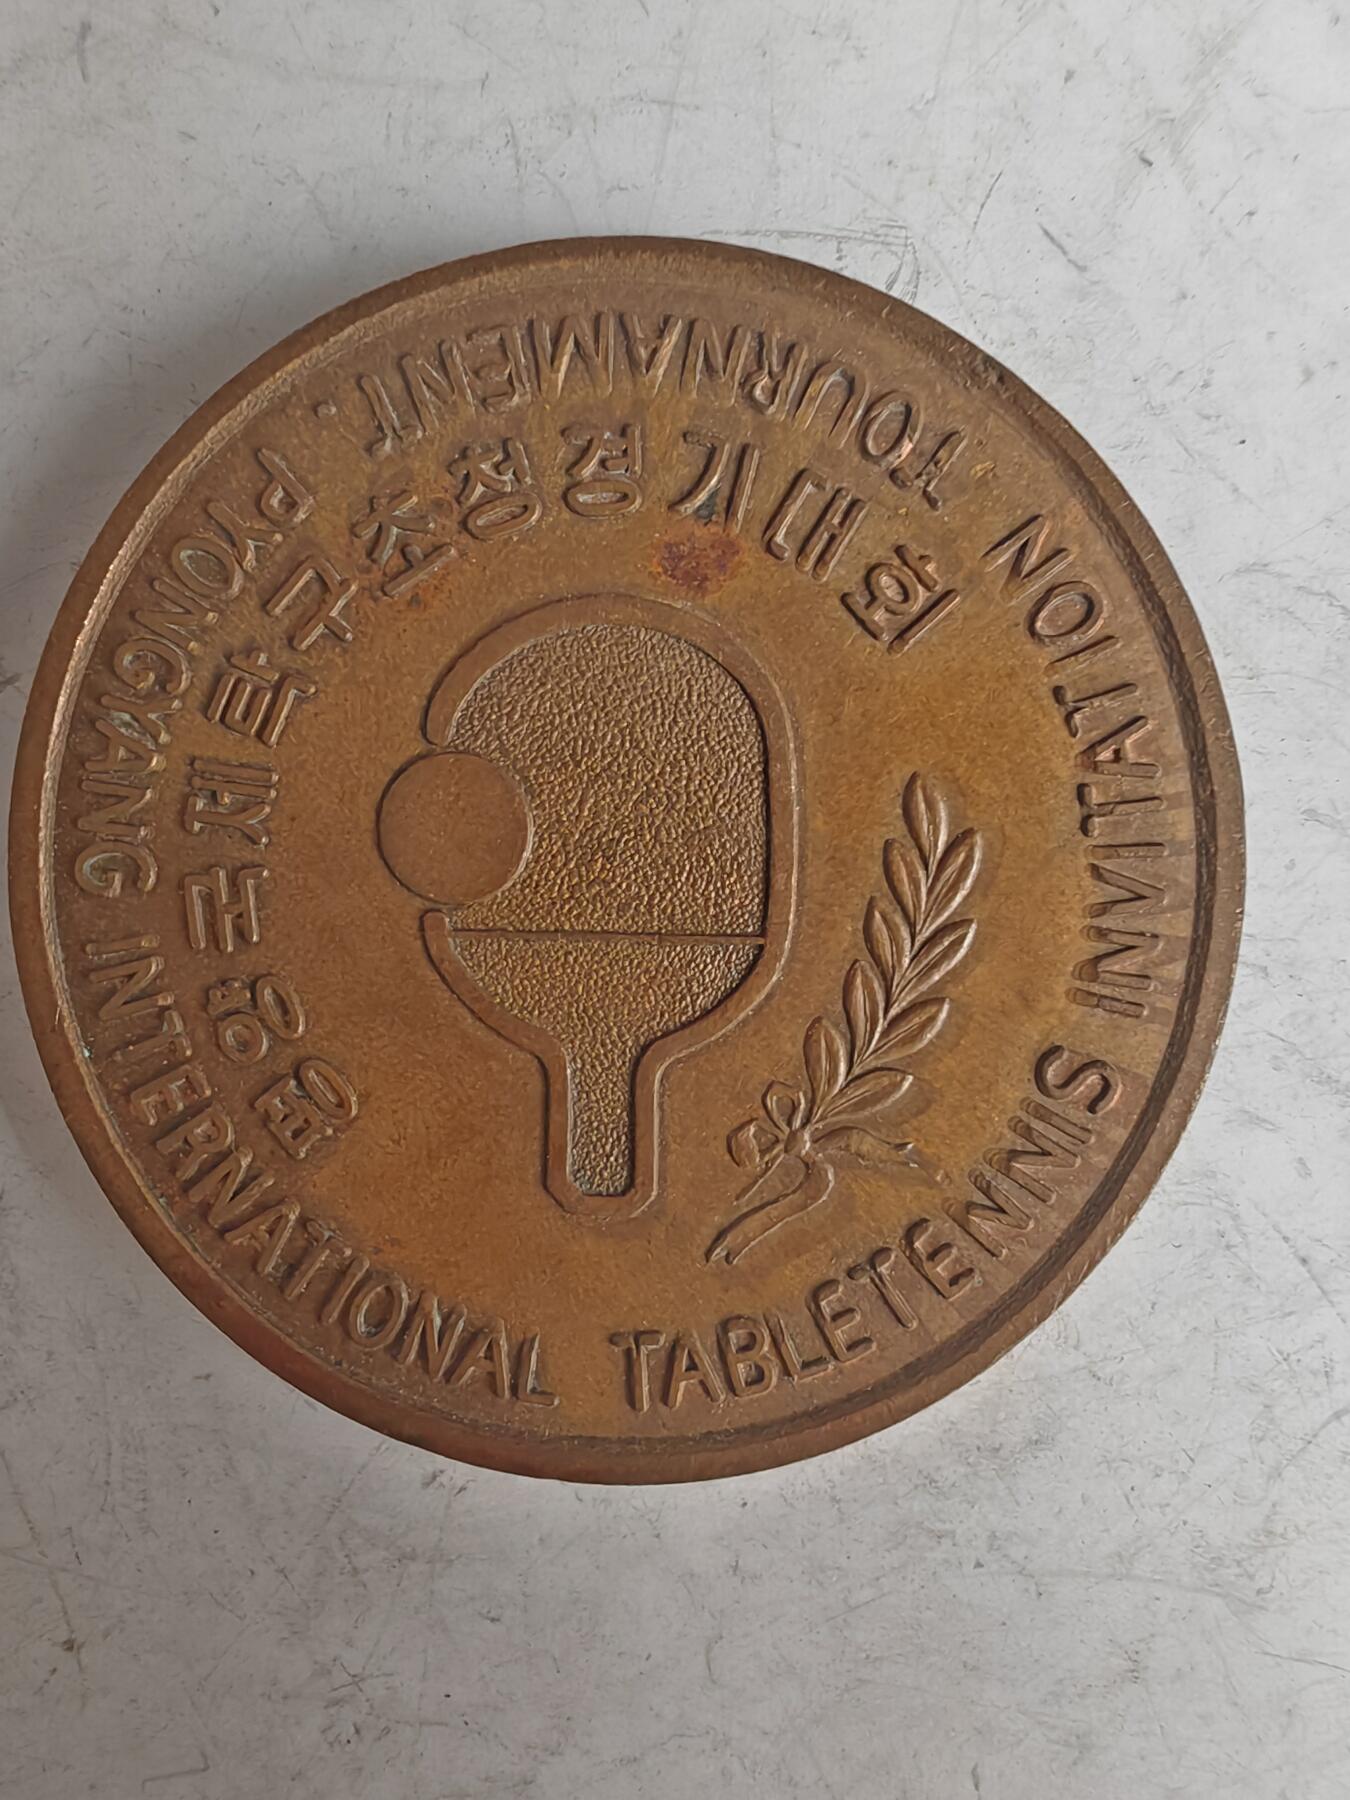 평양국제탁구초청경기대회
PYONGYANG INTERNATIONAL TABLETENNIS INVITATION TOURNAMENT.